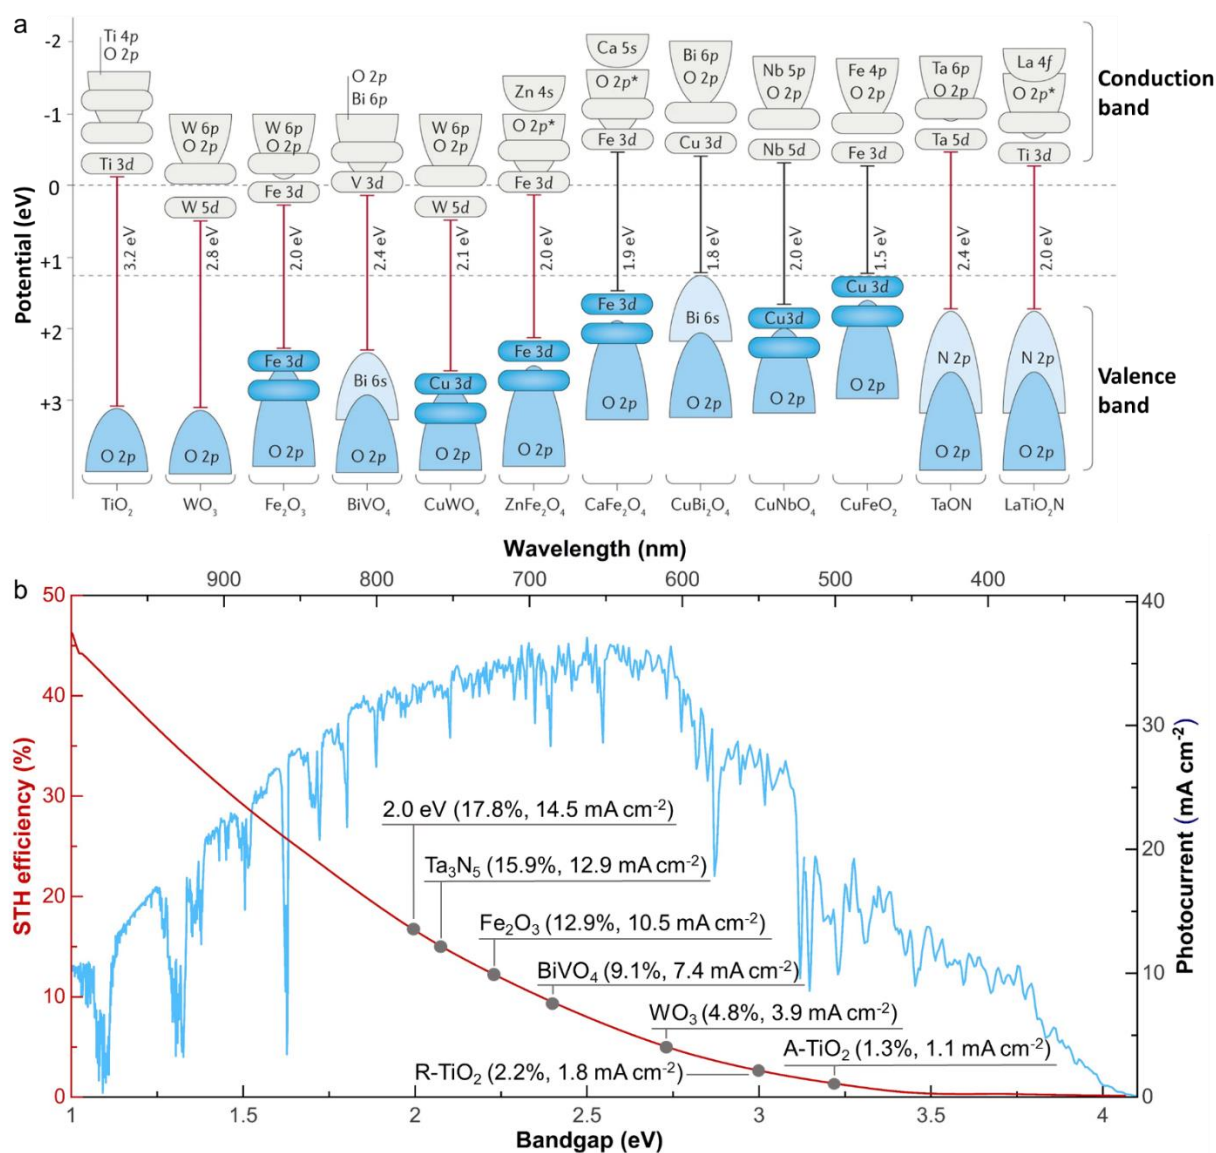 a
Potential (eV)
-2
-1
0
+1
+2
+3
Ti 4p
O 2p
Ti 3d
3.2 eV
O 2p
TiO₂
W 6p
O 2p
W 5d
2.8 eV
O 2p
WO₃
W 6p
O 2p
Fe 3d
2.0 eV
Fe 3d
O 2p
Fe₂O₃
O 2p
Bi 6p
V 3d
2.4 eV
Bi 6s
O 2p
BiVO₄
W 6p
O 2p
W 5d
2.1 eV
Cu 3d
O 2p
CuWO₄
Zn 4s
O 2p*
Fe 3d
2.0 eV
Fe 3d
O 2p
ZnFe₂O₄
Ca 5s
O 2p*
Fe 3d
1.9 eV
Fe 3d
O 2p
CaFe₂O₄
Bi 6p
O 2p
Cu 3d
1.8 eV
Bi 6s
O 2p
CuBi₂O₄
Nb 5p
O 2p
Nb 5d
2.0 eV
Cu3d
O 2p
CuNbO₄
Fe 4p
O 2p
Fe 3d
1.5 eV
Cu 3d
O 2p
CuFeO₂
Ta 6p
O 2p
Ta 5d
2.4 eV
N 2p
O 2p
TaON
La 4f
O 2p*
Ti 3d
2.0 eV
N 2p
O 2p
LaTiO₂N
Conduction
band
Valence
band
b
Wavelength (nm)
900 800 700 600 500 400
STH efficiency (%)
50
40
30
20
10
0
2.0 eV (17.8%, 14.5 mA cm⁻²)
Ta₃N₅ (15.9%, 12.9 mA cm⁻²)
Fe₂O₃ (12.9%, 10.5 mA cm⁻²)
BiVO₄ (9.1%, 7.4 mA cm⁻²)
WO₃ (4.8%, 3.9 mA cm⁻²)
A-TiO₂ (1.3%, 1.1 mA cm⁻²)
R-TiO₂ (2.2%, 1.8 mA cm⁻²)
40
30
20
10
0
Photocurrent (mA cm⁻²)
1 1.5 2 2.5 3 3.5 4
Bandgap (eV)